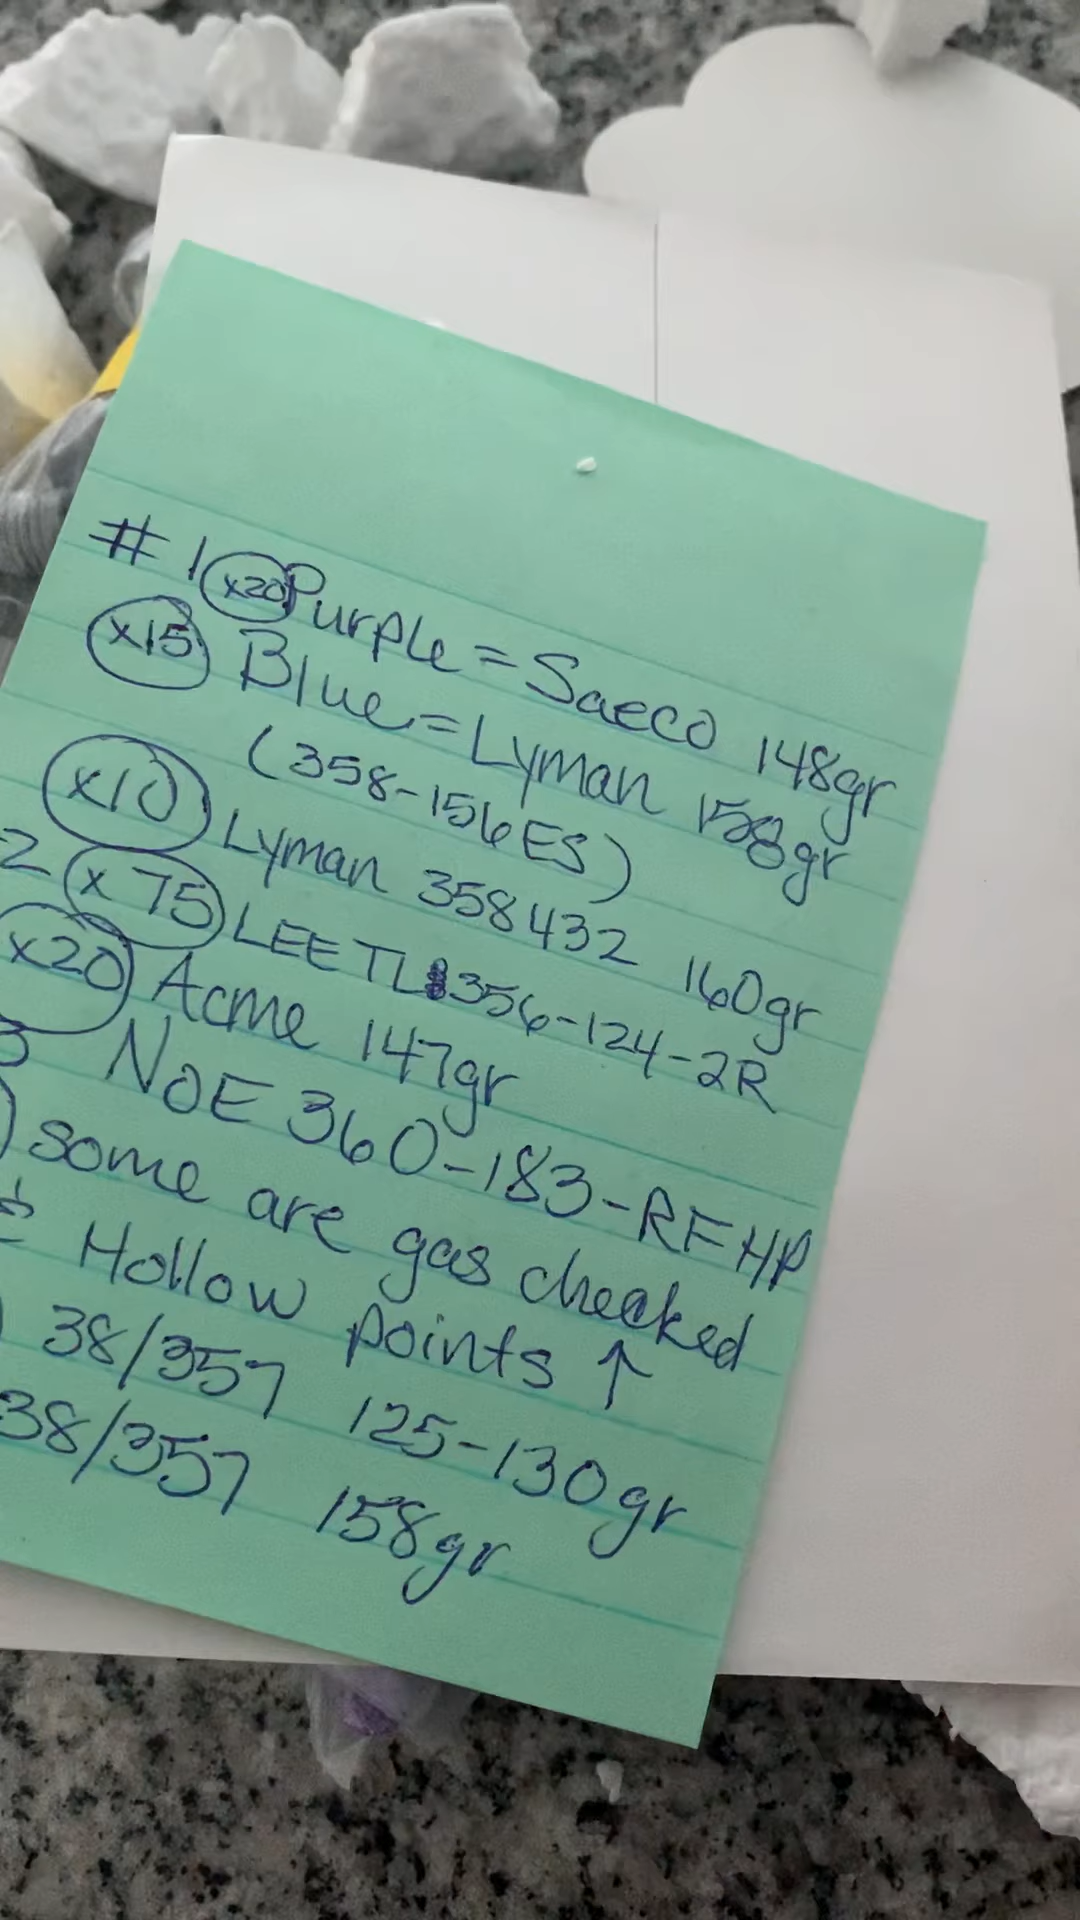 #1 x20 Purple = Saeco 148gr
x15 Blue = Lyman 158gr
(358-156ES)
x10 Lyman 358432 160gr
2 x75 LEE TL356-124-2R
x20 Acme 147gr
3 NOE 360-183-RFHP
) some are gas checked
& Hollow points ↑
) 38/357 125-130gr
38/357 158gr